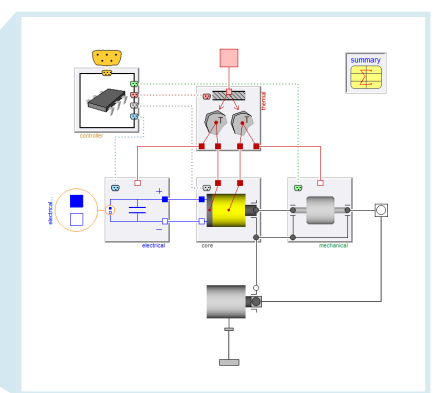 summary
controller
thermal
T
T
electrical...
+
−
electrical
core
mechanical